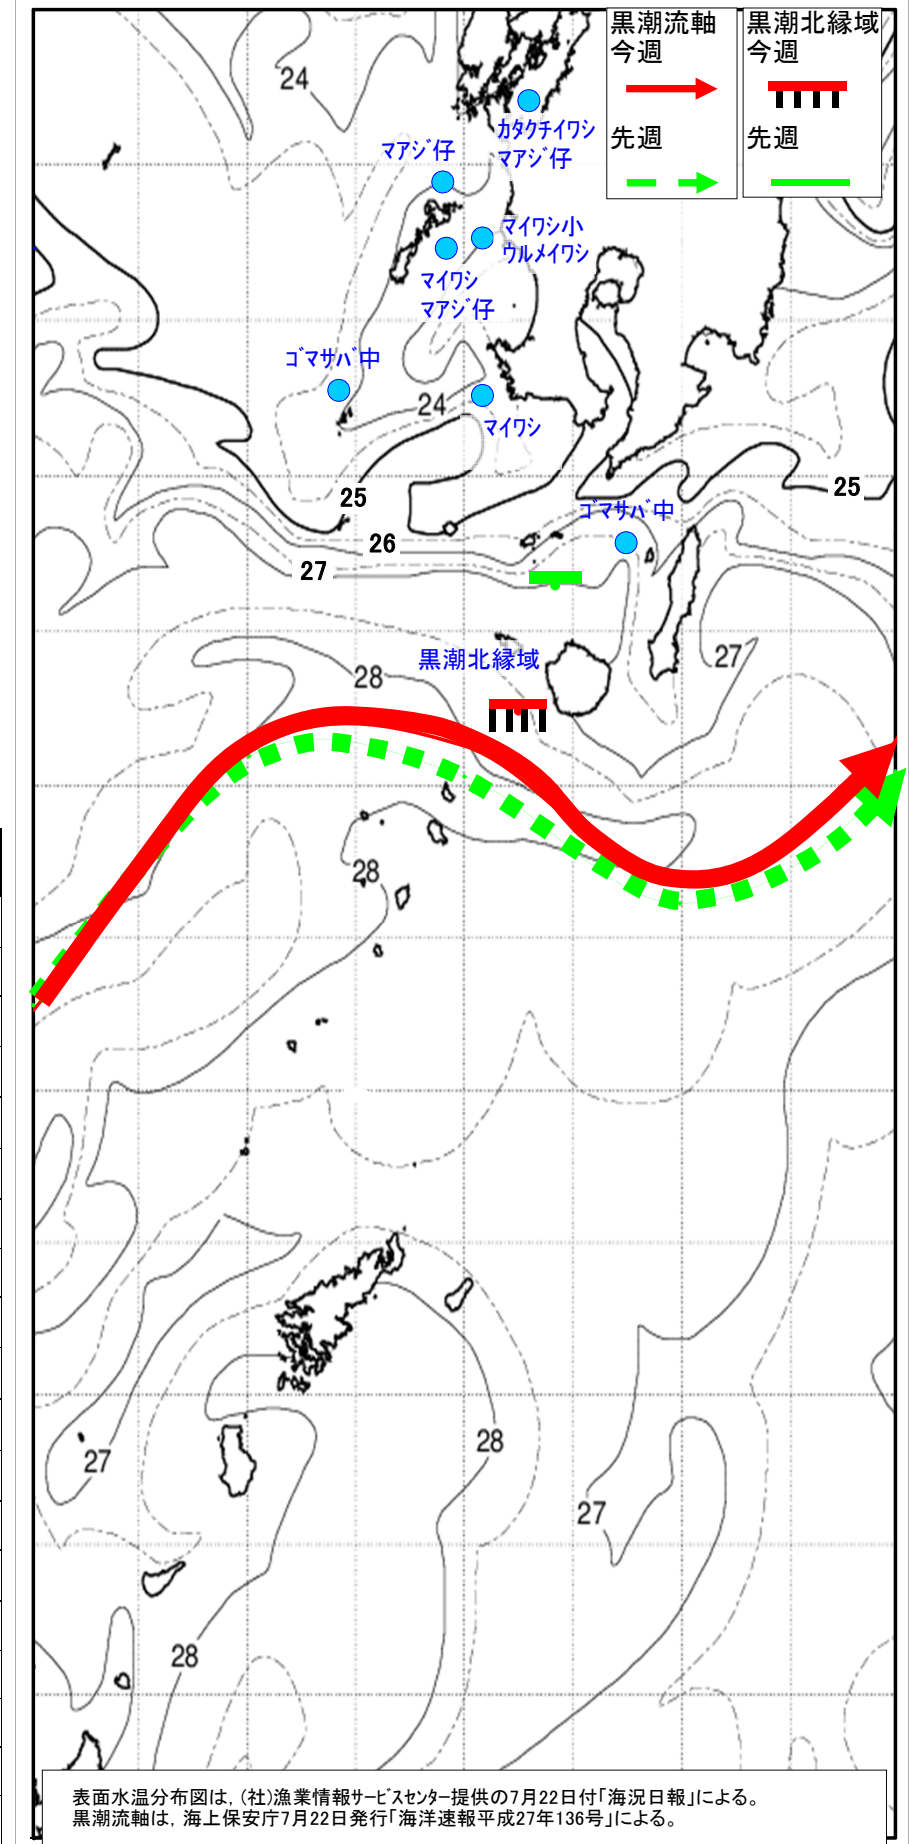 黒潮流軸
今週
先週
黒潮北縁域
今週
先週
24
カタクチイワシ
マアジ仔
マアジ仔
マイワシ小
ウルメイワシ
マイワシ
マアジ仔
ゴマサバ中
24
マイワシ
25
25
ゴマサバ中
26
27
27
黒潮北縁域
28
28
28
27
27
28
表面水温分布図は, (社)漁業情報サービスセンター提供の7月22日付「海況日報」による。
黒潮流軸は, 海上保安庁7月22日発行「海洋速報平成27年136号」による。